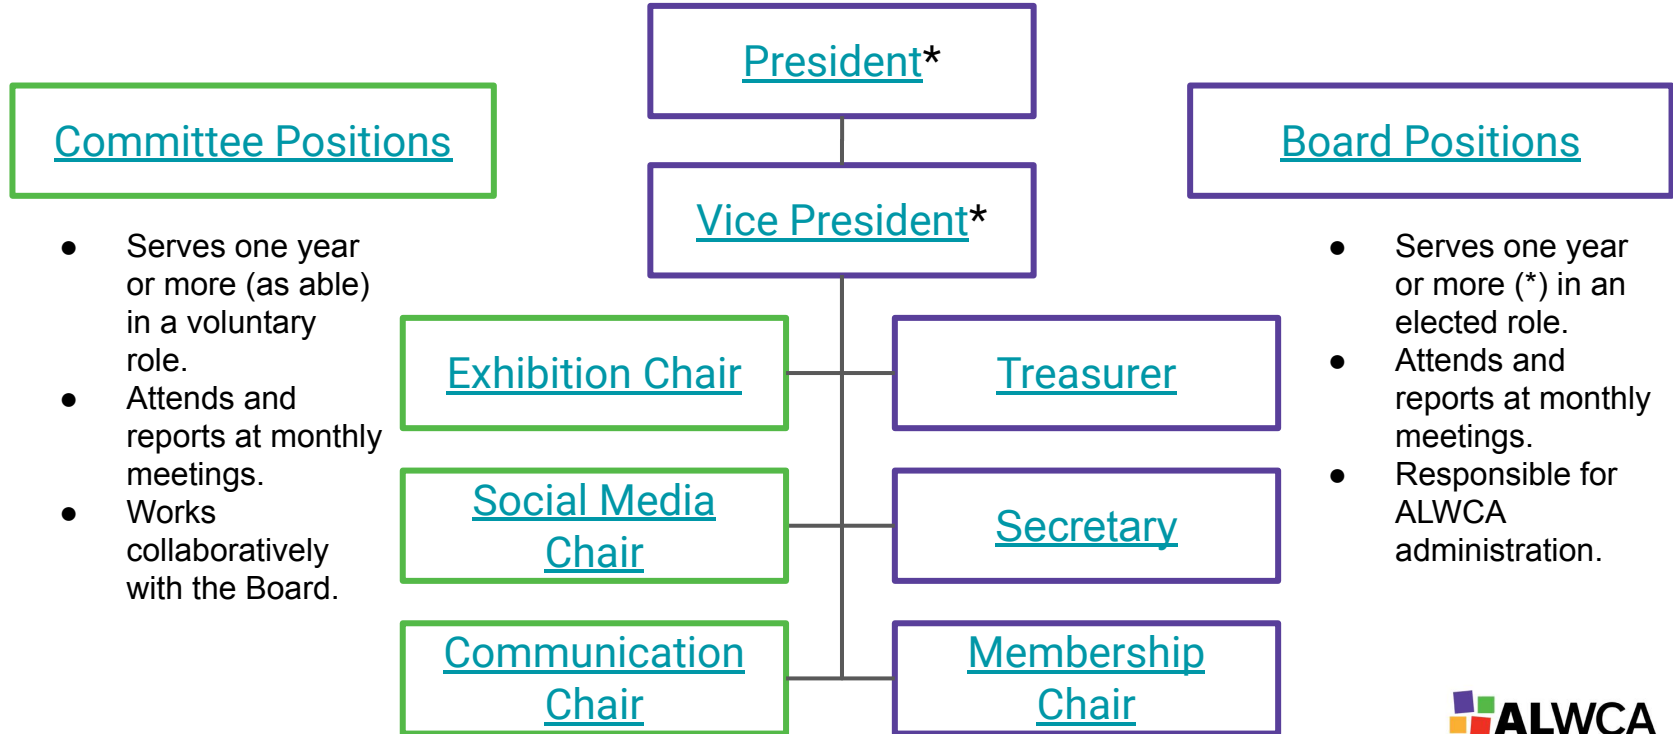 President*
Committee Positions
Board Positions
Vice President*
● Serves one year
or more (as able)
in a voluntary
role.
● Attends and
reports at monthly
meetings.
● Works
collaboratively
with the Board.
Exhibition Chair
Treasurer
Social Media
Chair
Secretary
Communication
Chair
Membership
Chair
● Serves one year
or more (*) in an
elected role.
● Attends and
reports at monthly
meetings.
● Responsible for
ALWCA
administration.
ALWCA